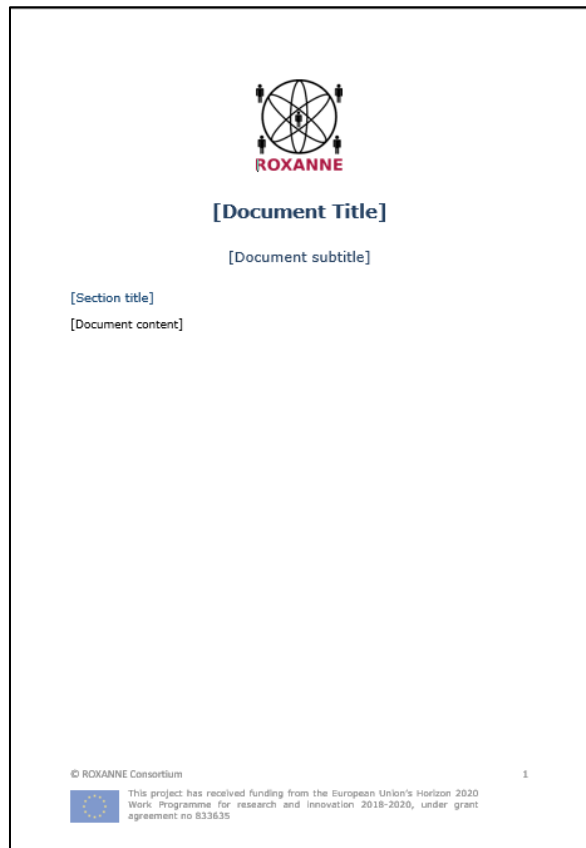 ROXANNE
[Document Title]
[Document subtitle]
[Section title]
[Document content]
© ROXANNE Consortium 1
This project has received funding from the European Union's Horizon 2020
Work Programme for research and innovation 2018-2020, under grant
agreement no 833635